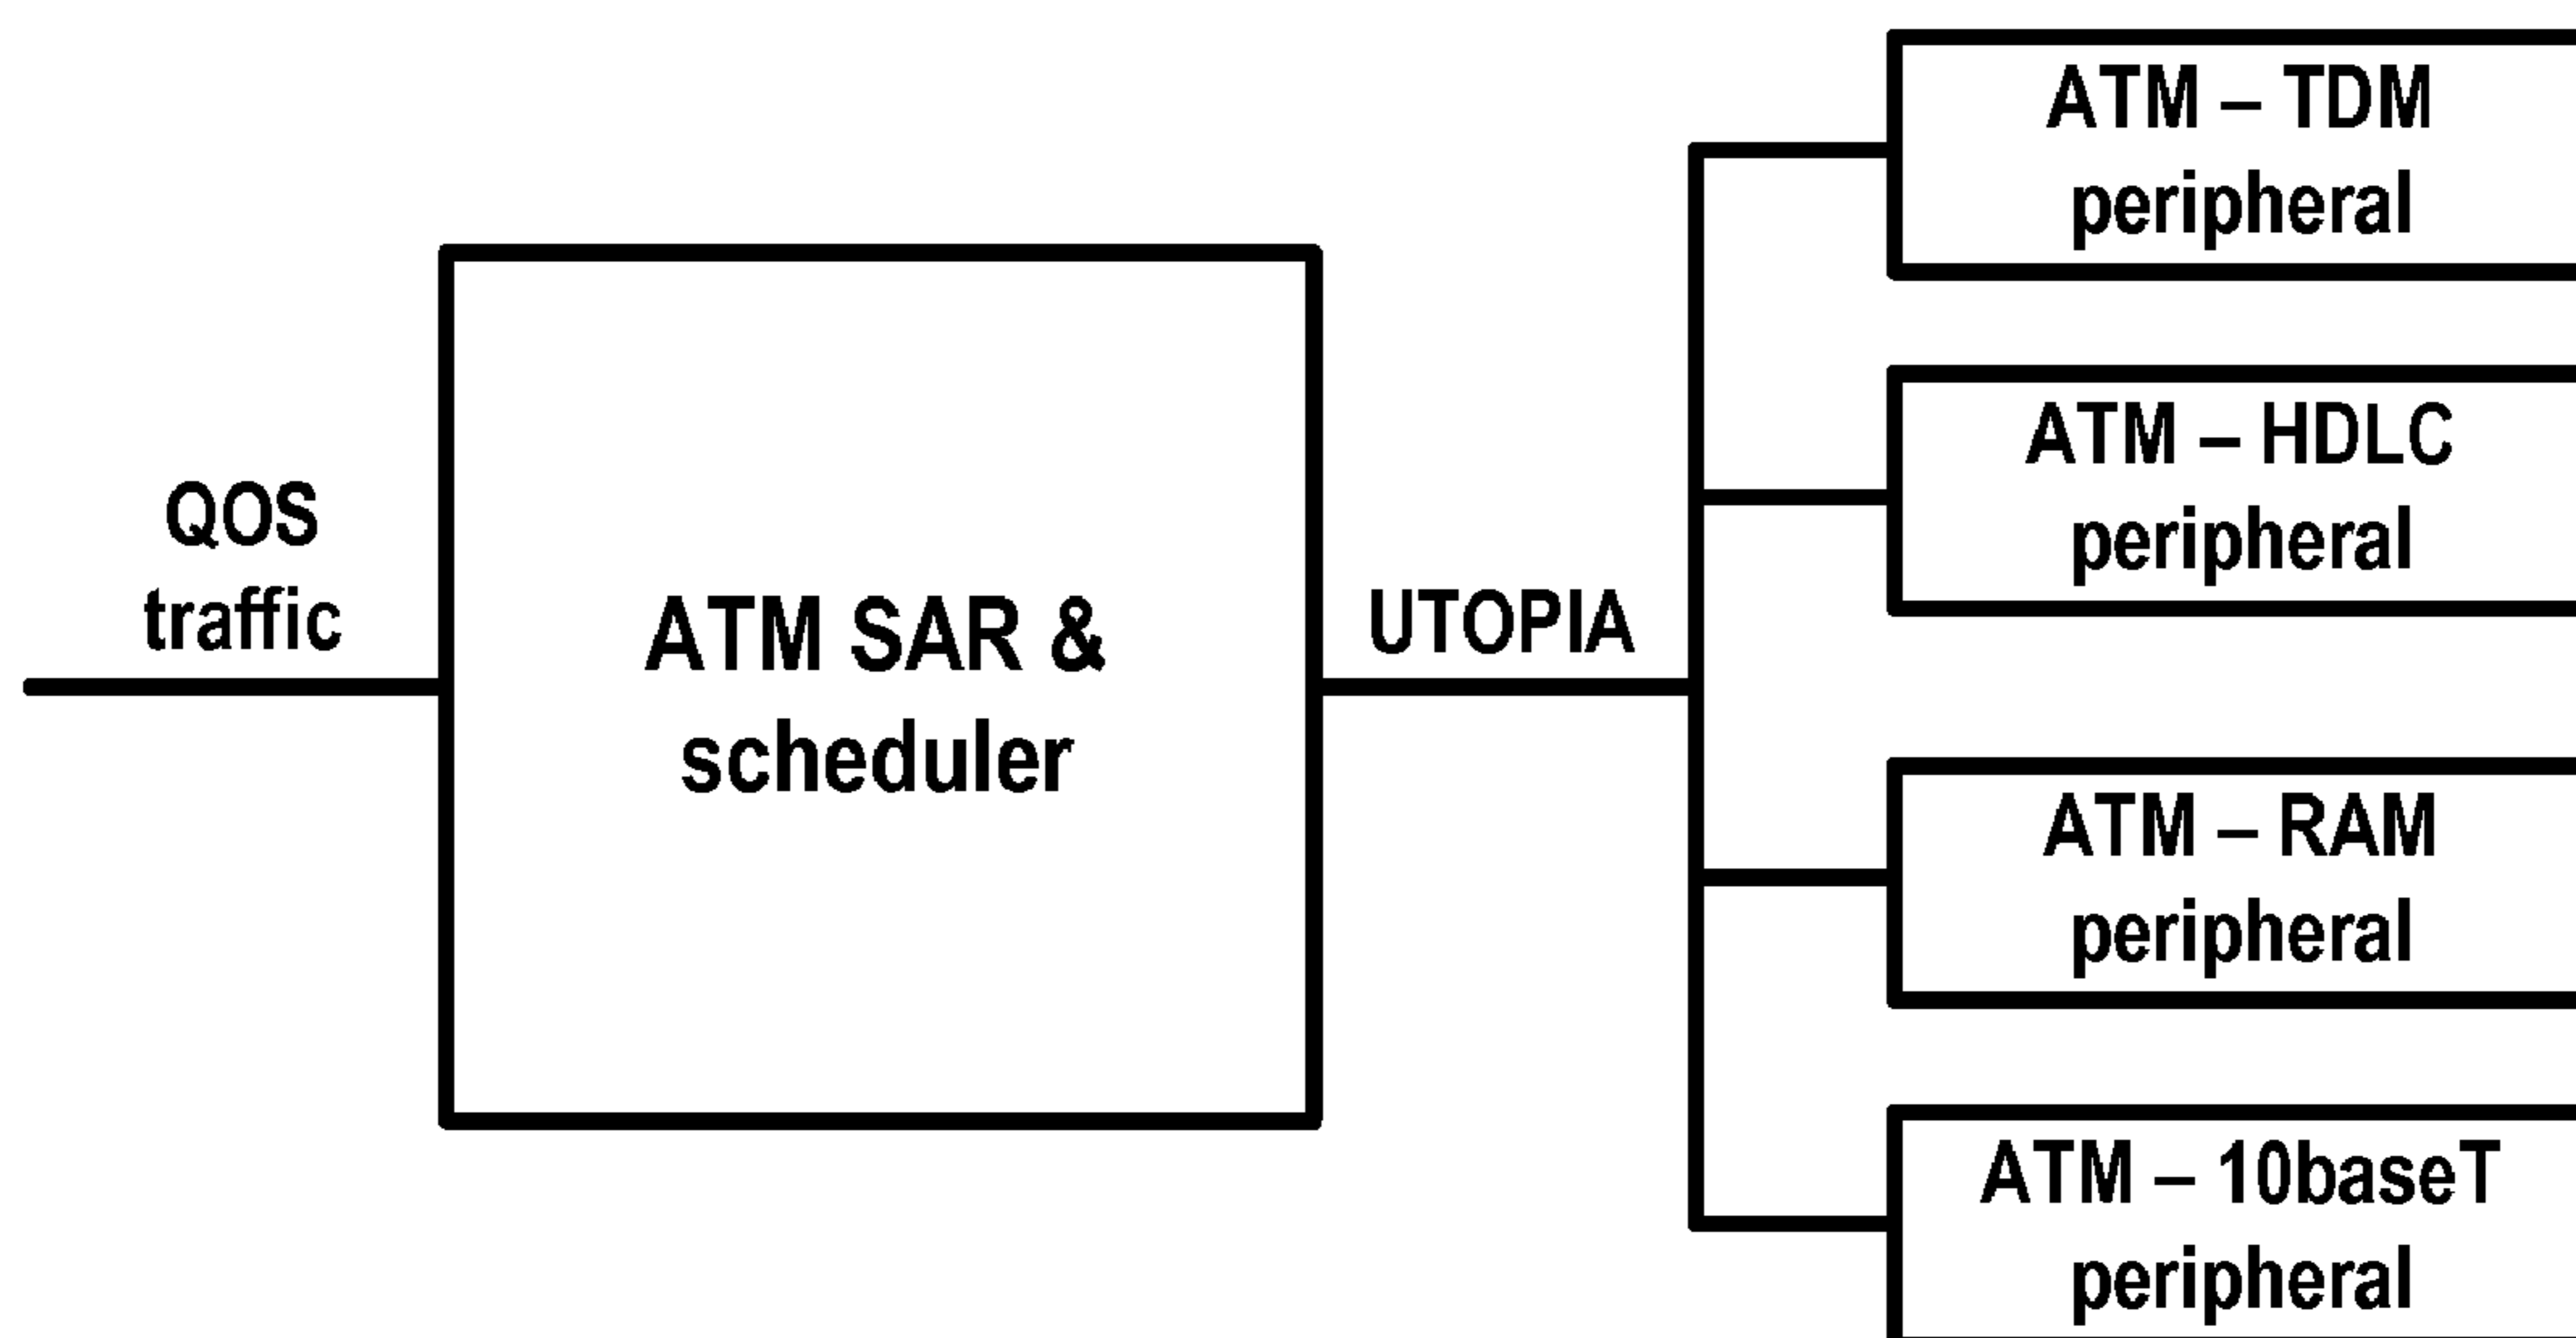 QOS
traffic
ATM SAR &
scheduler
UTOPIA
ATM – TDM
peripheral
ATM – HDLC
peripheral
ATM – RAM
peripheral
ATM – 10baseT
peripheral